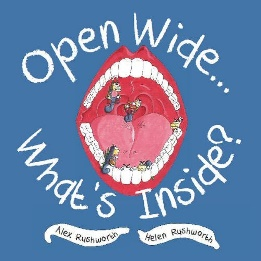 Open Wide...
What's Inside?
Alex Rushworth
Helen Rushworth